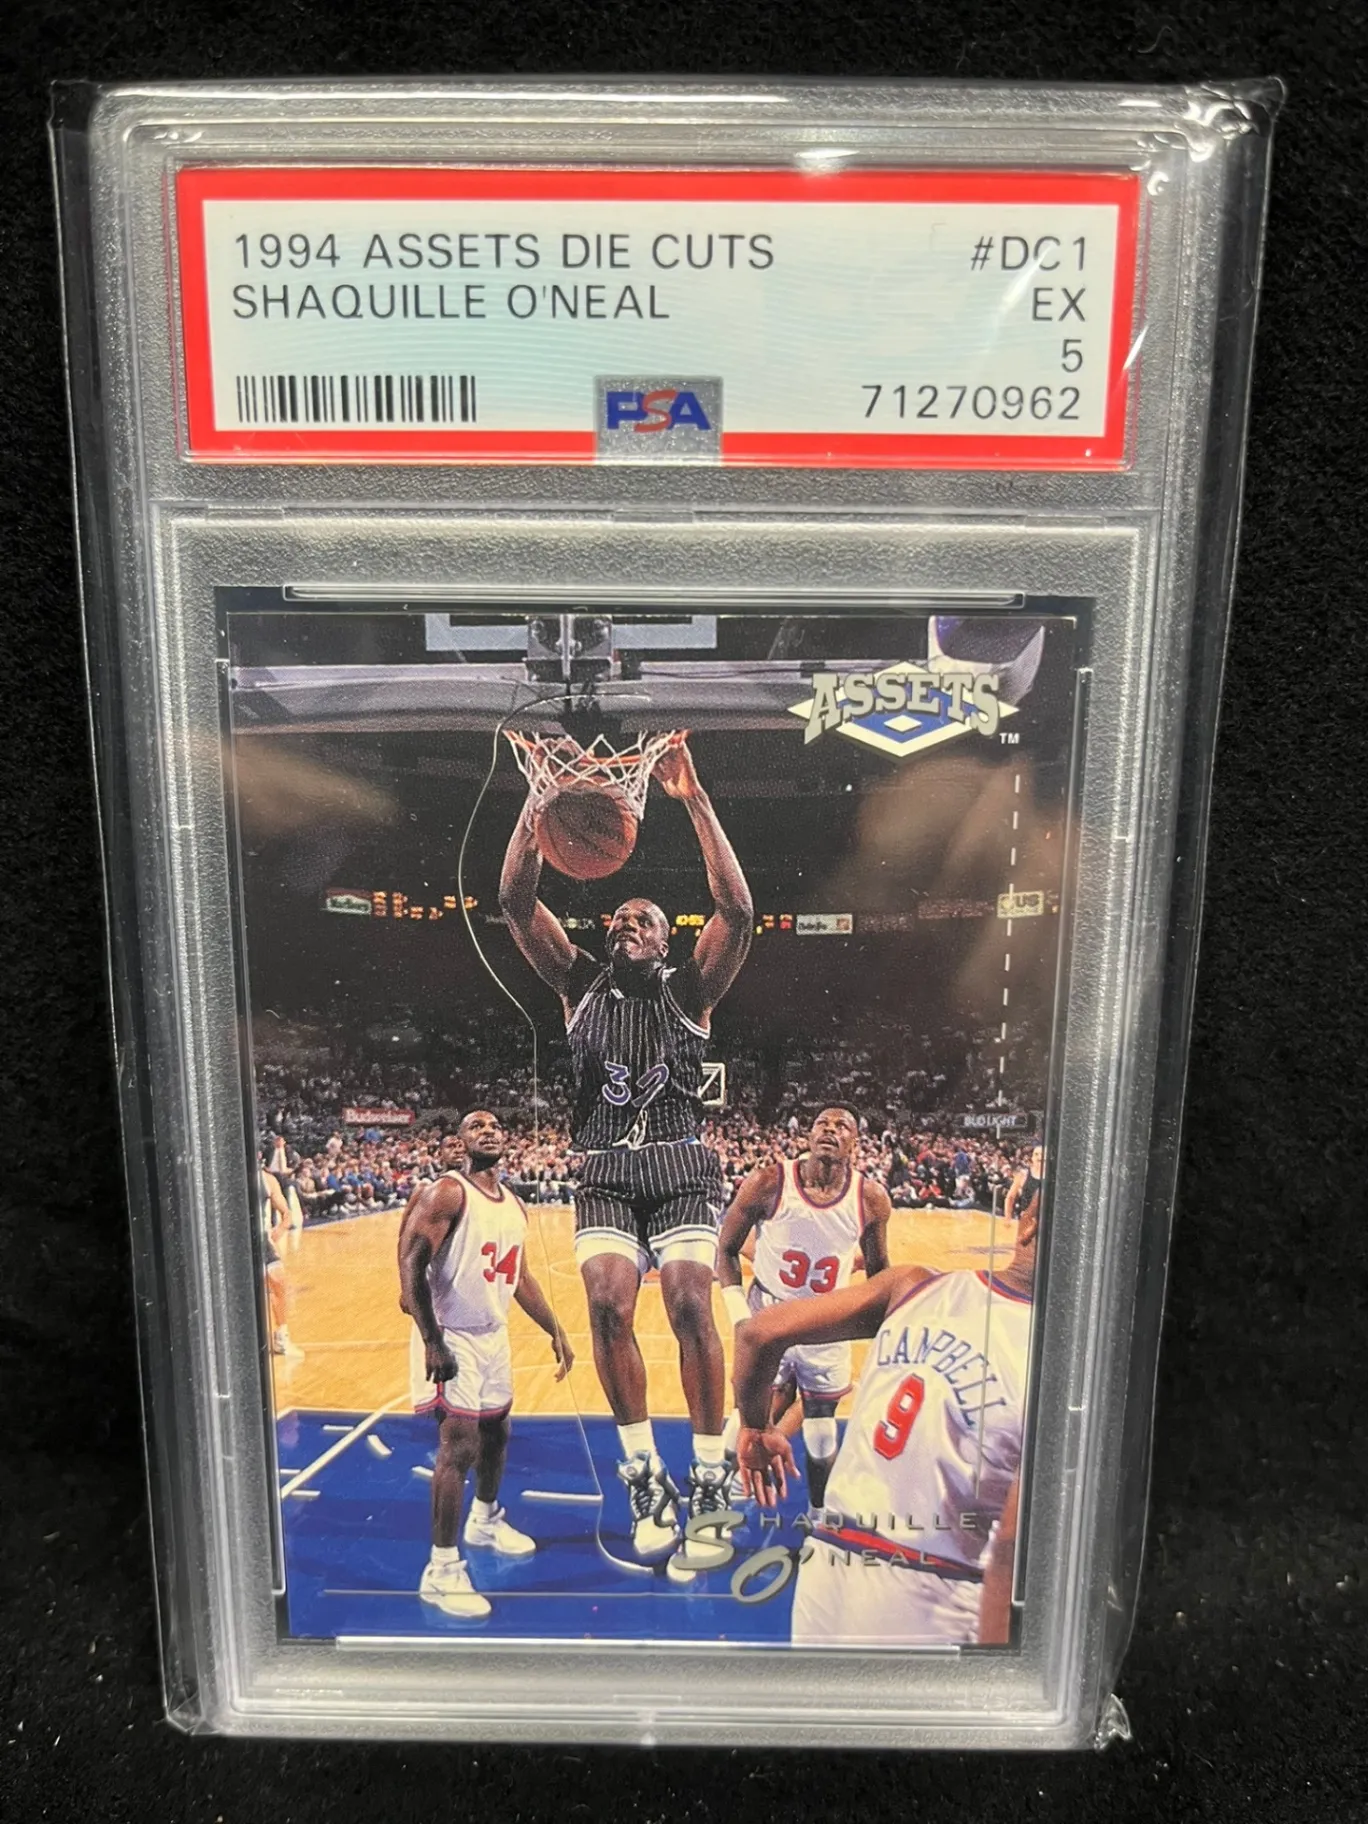 1994 ASSETS DIE CUTS #DC1
SHAQUILLE O'NEAL EX
5
71270962
PSA
ASSETS
TM
32
Budweiser
BUD LIGHT
34
33
CAMPBELL
9
SHAQUILLE
O'NEAL